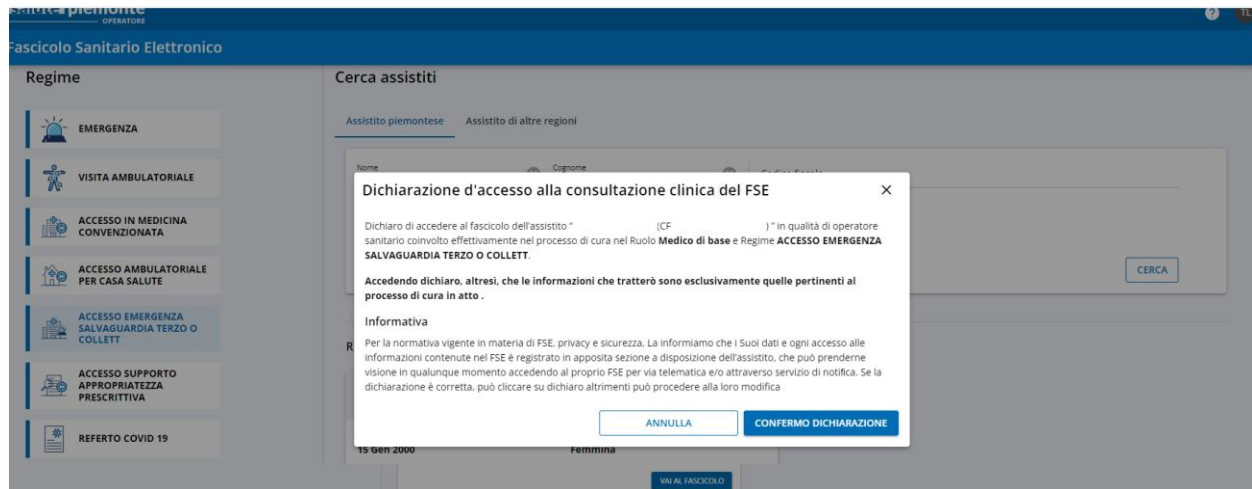 salute piemonte
OPERATORE
?
TL
Fascicolo Sanitario Elettronico
Regime
EMERGENZA
VISITA AMBULATORIALE
ACCESSO IN MEDICINA
CONVENZIONATA
ACCESSO AMBULATORIALE
PER CASA SALUTE
ACCESSO EMERGENZA
SALVAGUARDIA TERZO O
COLLETT
ACCESSO SUPPORTO
APPROPRIATEZZA
PRESCRITTIVA
REFERTO COVID 19
Cerca assistiti
Assistito piemontese Assistito di altre regioni
Nome Cognome Codice fiscale
Dichiarazione d'accesso alla consultazione clinica del FSE
Dichiaro di accedere al fascicolo dell'assistito " (CF ) " in qualità di operatore
sanitario coinvolto effettivamente nel processo di cura nel Ruolo Medico di base e Regime ACCESSO EMERGENZA
SALVAGUARDIA TERZO O COLLETT.
Accedendo dichiaro, altresì, che le informazioni che tratterò sono esclusivamente quelle pertinenti al
processo di cura in atto .
Informativa
Per la normativa vigente in materia di FSE, privacy e sicurezza, La informiamo che i Suoi dati e ogni accesso alle
informazioni contenute nel FSE è registrato in apposita sezione a disposizione dell'assistito, che può prenderne
visione in qualunque momento accedendo al proprio FSE per via telematica e/o attraverso servizio di notifica. Se la
dichiarazione è corretta, può cliccare su dichiaro altrimenti può procedere alla loro modifica
ANNULLA CONFERMO DICHIARAZIONE
CERCA
R
15 Gen 2000 Femmina
VAI AL FASCICOLO